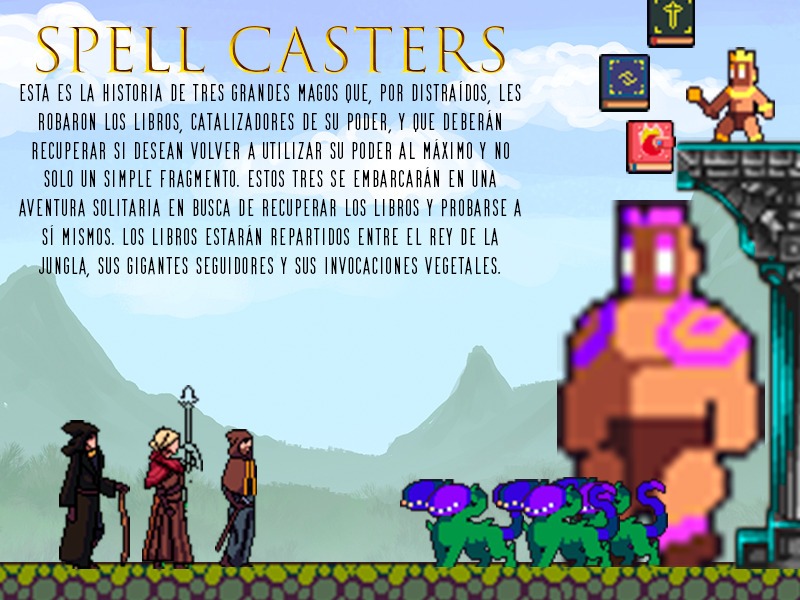 SPELL CASTERS
ESTA ES LA HISTORIA DE TRES GRANDES MAGOS QUE, POR DISTRAÍDOS, LES
ROBARON LOS LIBROS, CATALIZADORES DE SU PODER, Y QUE DEBERÁN
RECUPERAR SI DESEAN VOLVER A UTILIZAR SU PODER AL MÁXIMO Y NO
SOLO UN SIMPLE FRAGMENTO. ESTOS TRES SE EMBARCARÁN EN UNA
AVENTURA SOLITARIA EN BUSCA DE RECUPERAR LOS LIBROS Y PROBARSE A
SÍ MISMOS. LOS LIBROS ESTARÁN REPARTIDOS ENTRE EL REY DE LA
JUNGLA, SUS GIGANTES SEGUIDORES Y SUS INVOCACIONES VEGETALES.